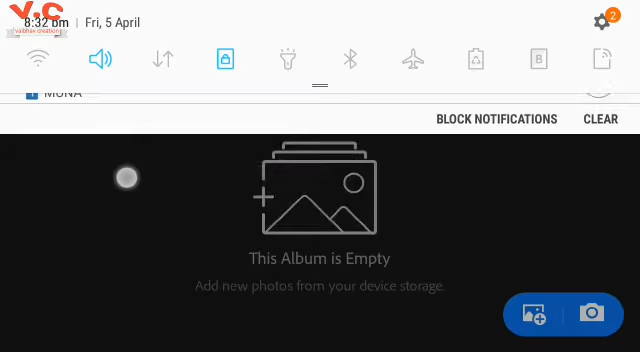 V.C
vaibhav creation
8:32 pm | Fri, 5 April
2
B
MUNA
BLOCK NOTIFICATIONS CLEAR
This Album is Empty
Add new photos from your device storage.